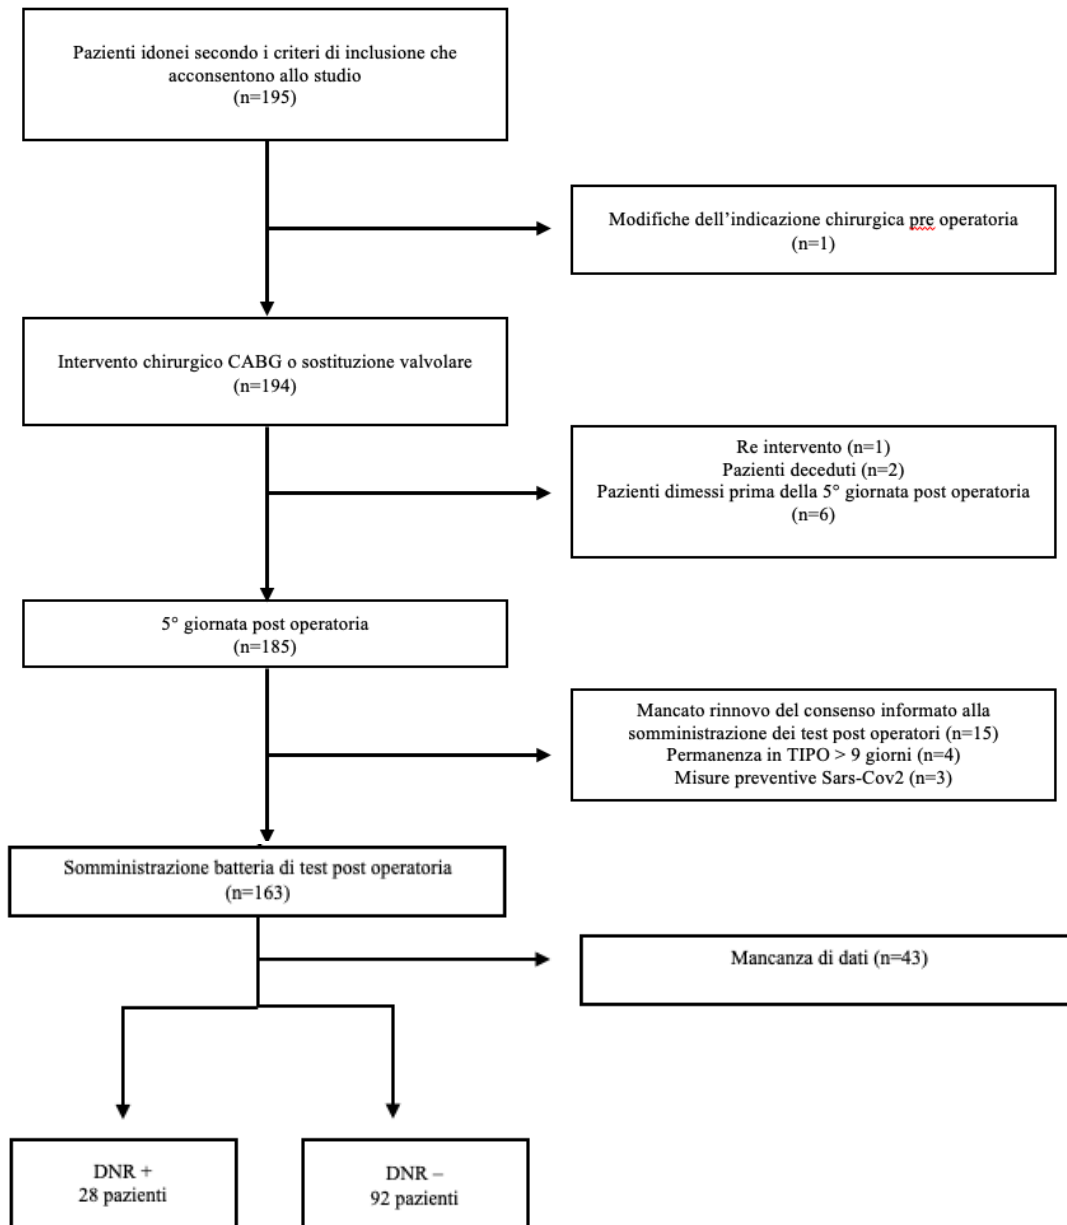 Pazienti idonei secondo i criteri di inclusione che
acconsentono allo studio
(n=195)
Modifiche dell’indicazione chirurgica pre operatoria
(n=1)
Intervento chirurgico CABG o sostituzione valvolare
(n=194)
Re intervento (n=1)
Pazienti deceduti (n=2)
Pazienti dimessi prima della 5° giornata post operatoria
(n=6)
5° giornata post operatoria
(n=185)
Mancato rinnovo del consenso informato alla
somministrazione dei test post operatori (n=15)
Permanenza in TIPO > 9 giorni (n=4)
Misure preventive Sars-Cov2 (n=3)
Somministrazione batteria di test post operatoria
(n=163)
Mancanza di dati (n=43)
DNR +
28 pazienti
DNR –
92 pazienti